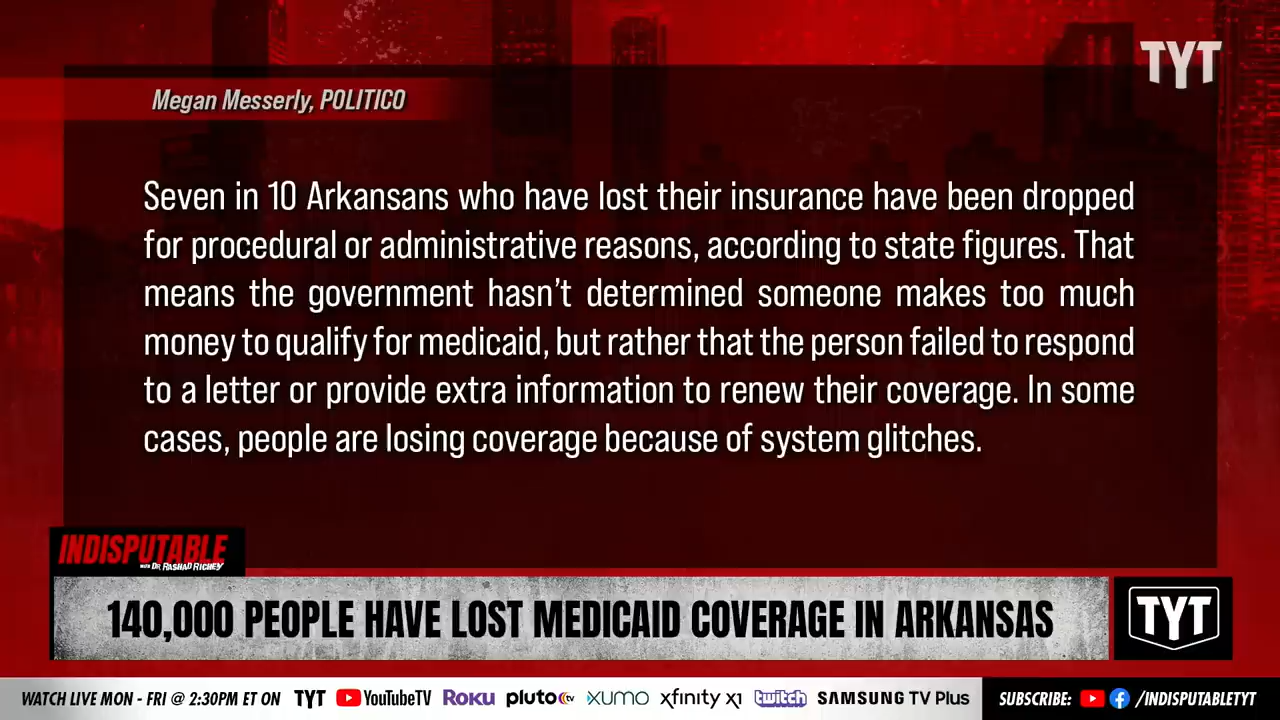 TYT
Megan Messerly, POLITICO
Seven in 10 Arkansans who have lost their insurance have been dropped
for procedural or administrative reasons, according to state figures. That
means the government hasn't determined someone makes too much
money to qualify for medicaid, but rather that the person failed to respond
to a letter or provide extra information to renew their coverage. In some
cases, people are losing coverage because of system glitches.
INDISPUTABLE
WITH DR. RASHAD RICHEY
140,000 PEOPLE HAVE LOST MEDICAID COVERAGE IN ARKANSAS
TYT
WATCH LIVE MON - FRI @ 2:30PM ET ON TYT YouTubeTV ROKU pluto tv xumo xfinity x1 twitch SAMSUNG TV Plus SUBSCRIBE: /INDISPUTABLETYT